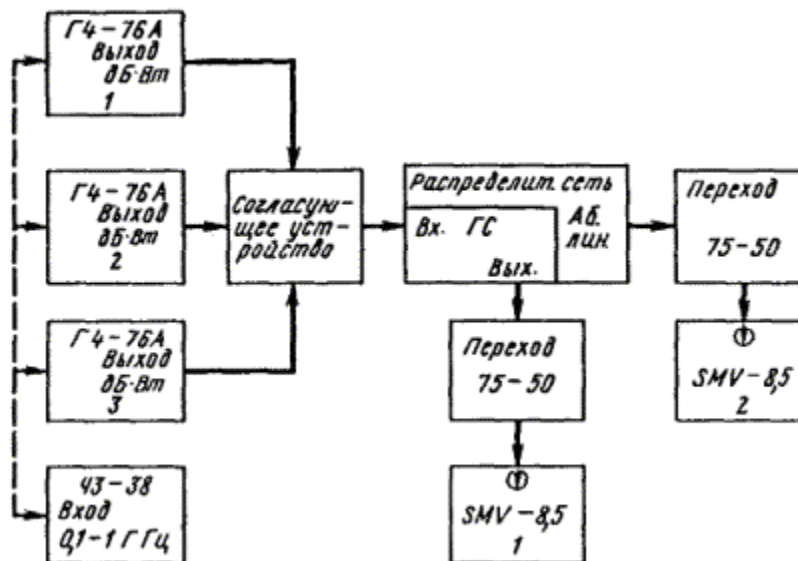 Г4-76А
Выход
дБ·Вт
1
Г4-76А
Выход
дБ·Вт
2
Г4-76А
Выход
дБ·Вт
3
Ч3-38
Вход
0,1-1 ГГц
Согласую-
щее уст-
ройство
Распределит. сеть
Вх. ГС
Вых.
Аб.
лин.
Переход
75-50
SMV-8,5
1
Переход
75-50
SMV-8,5
2